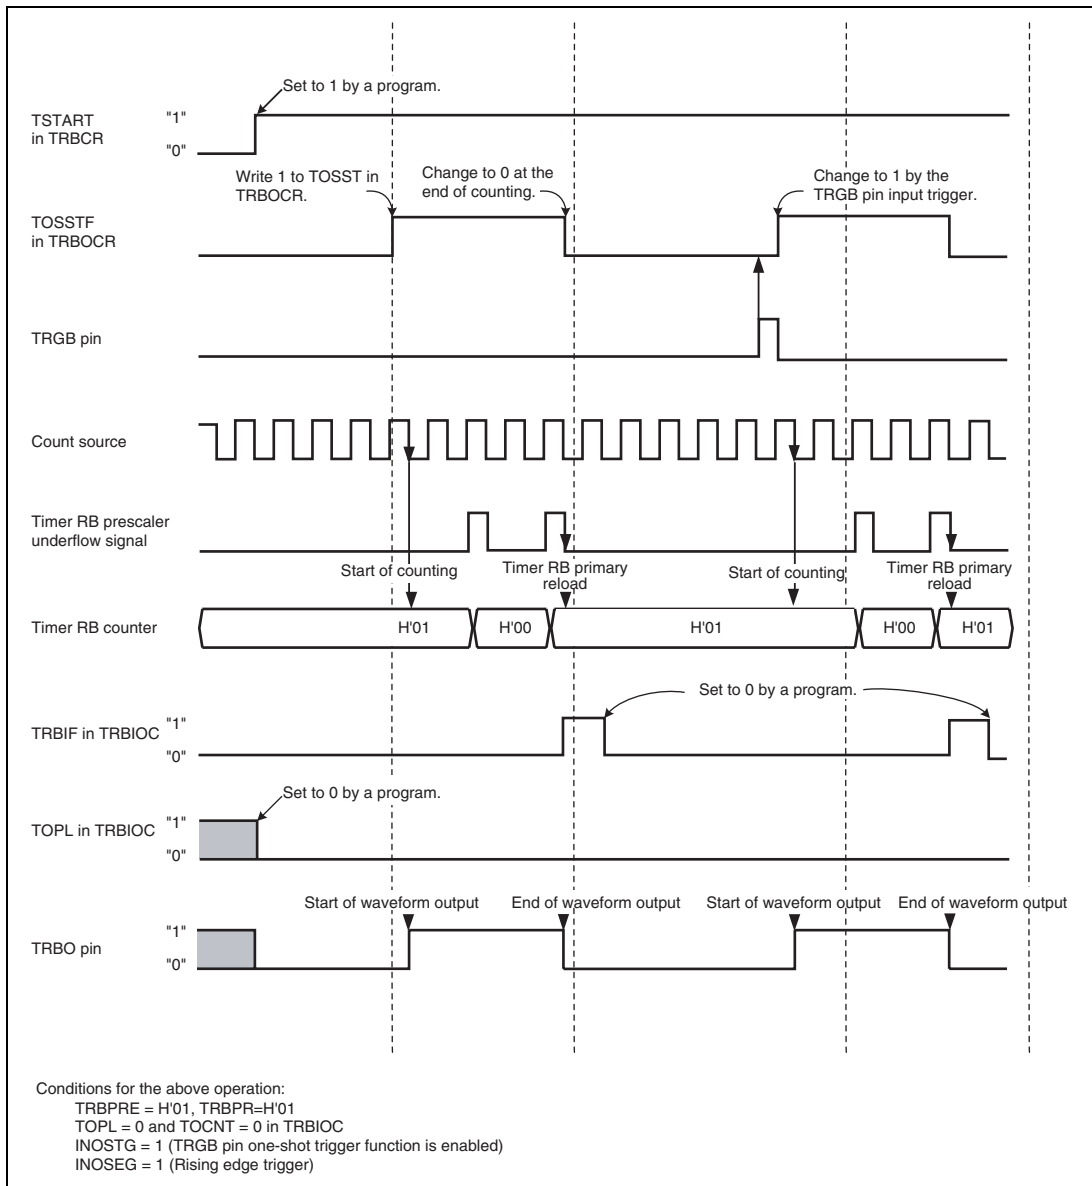 Set to 1 by a program.
TSTART
in TRBCR
"1"
"0"
Write 1 to TOSST in
TRBOCR.
Change to 0 at the
end of counting.
Change to 1 by the
TRGB pin input trigger.
TOSSTF
in TRBOCR
TRGB pin
Count source
Timer RB prescaler
underflow signal
Start of counting
Timer RB primary
reload
Start of counting
Timer RB primary
reload
Timer RB counter
H'01
H'00
H'01
H'00
H'01
Set to 0 by a program.
TRBIF in TRBIOC
"1"
"0"
Set to 0 by a program.
TOPL in TRBIOC
"1"
"0"
Start of waveform output
End of waveform output
Start of waveform output
End of waveform output
TRBO pin
"1"
"0"
Conditions for the above operation:
TRBPRE = H'01, TRBPR=H'01
TOPL = 0 and TOCNT = 0 in TRBIOC
INOSTG = 1 (TRGB pin one-shot trigger function is enabled)
INOSEG = 1 (Rising edge trigger)